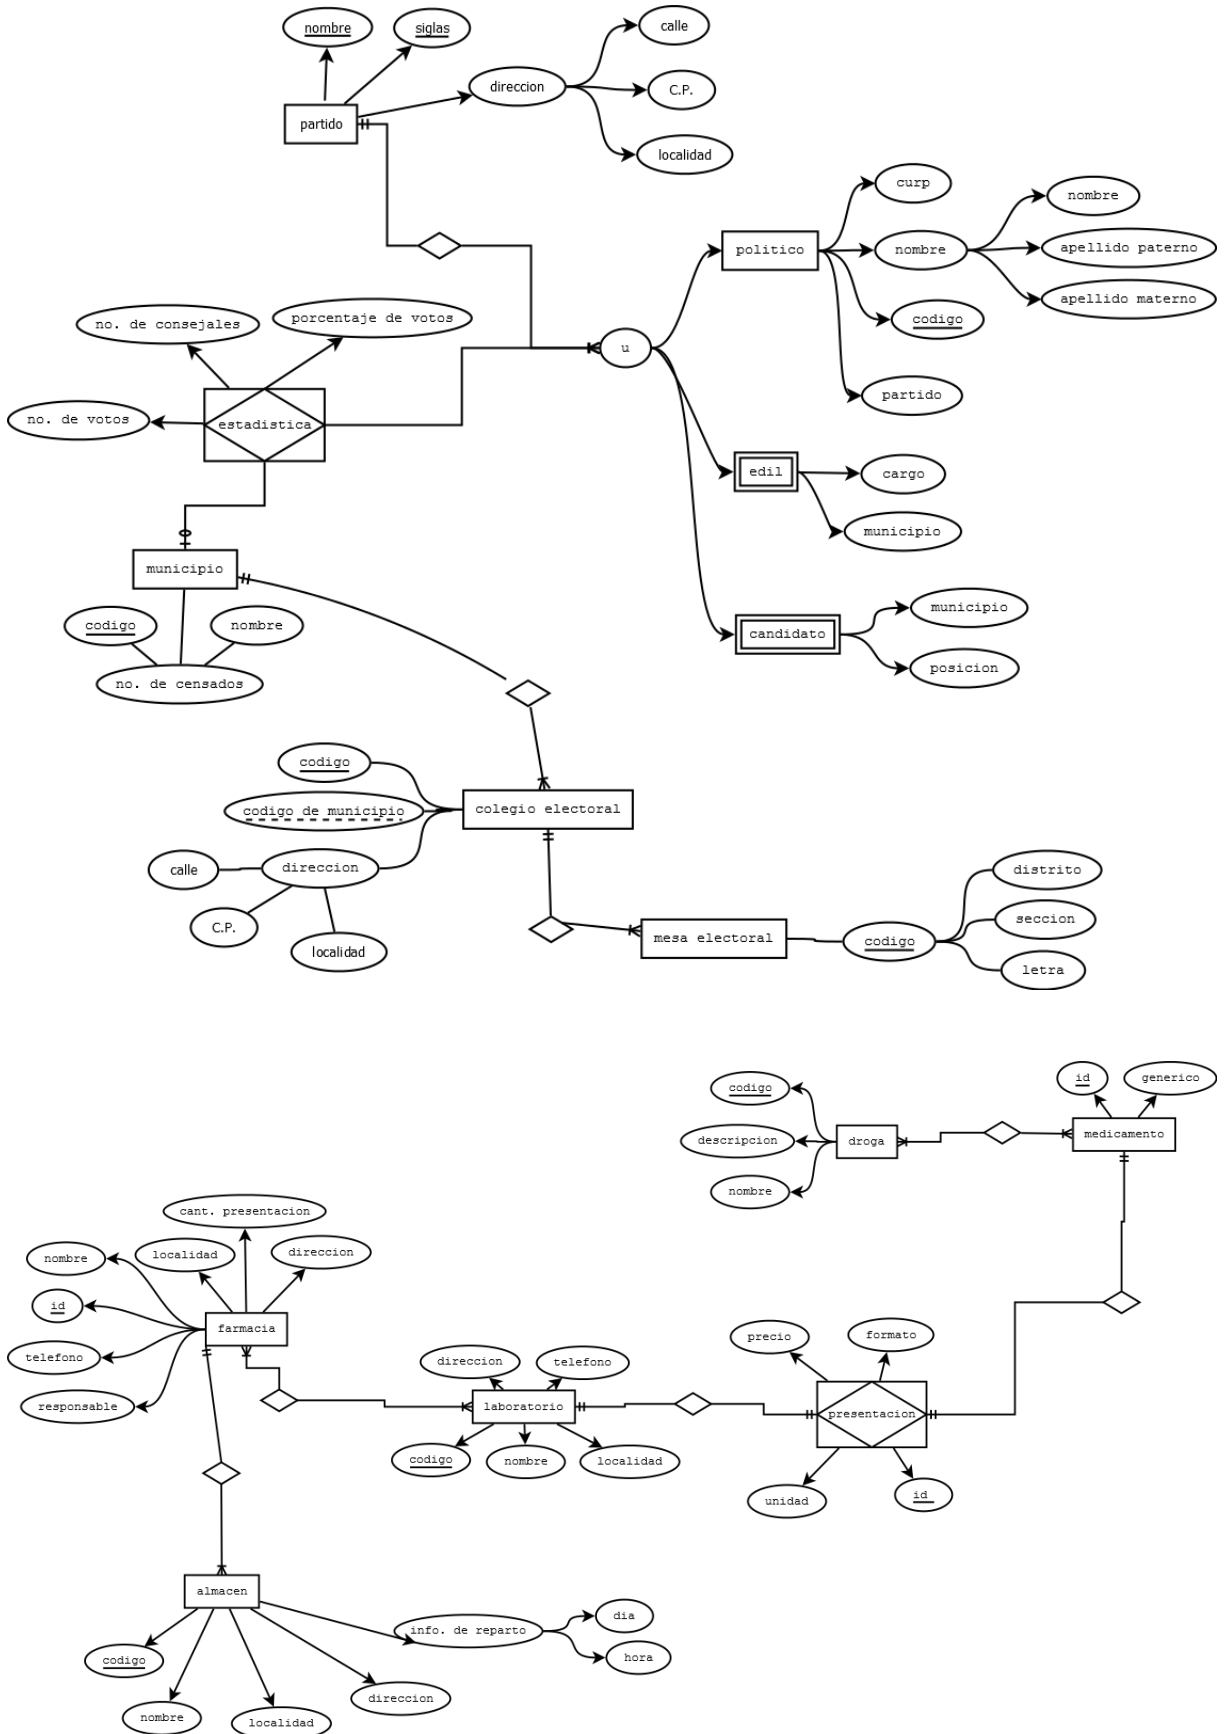 nombre
siglas
calle
direccion
C.P.
partido
localidad
curp
nombre
politico
nombre
apellido paterno
apellido materno
codigo
partido
no. de consejales
porcentaje de votos
u
no. de votos
estadistica
edil
cargo
municipio
municipio
codigo
nombre
no. de censados
candidato
municipio
posicion
codigo
codigo de municipio
colegio electoral
calle
direccion
C.P.
localidad
mesa electoral
codigo
distrito
seccion
letra
codigo
descripcion
nombre
droga
id
generico
medicamento
cant. presentacion
nombre
localidad
direccion
id
farmacia
telefono
responsable
direccion
telefono
laboratorio
codigo
nombre
localidad
precio
formato
presentacion
unidad
id
almacen
info. de reparto
dia
hora
codigo
nombre
localidad
direccion